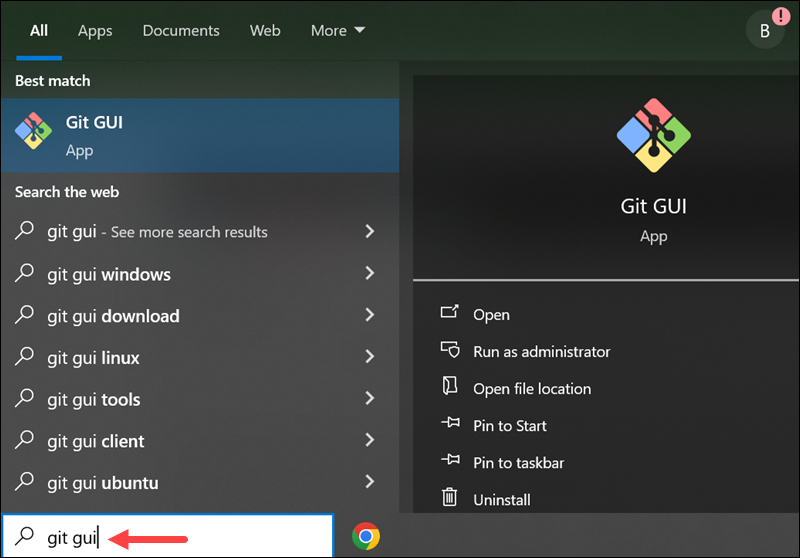 All Apps Documents Web More B !
Best match
Git GUI
App
Search the web
git gui - See more search results
git gui windows
git gui download
git gui linux
git gui tools
git gui client
git gui ubuntu
git gui
Git GUI
App
Open
Run as administrator
Open file location
Pin to Start
Pin to taskbar
Uninstall